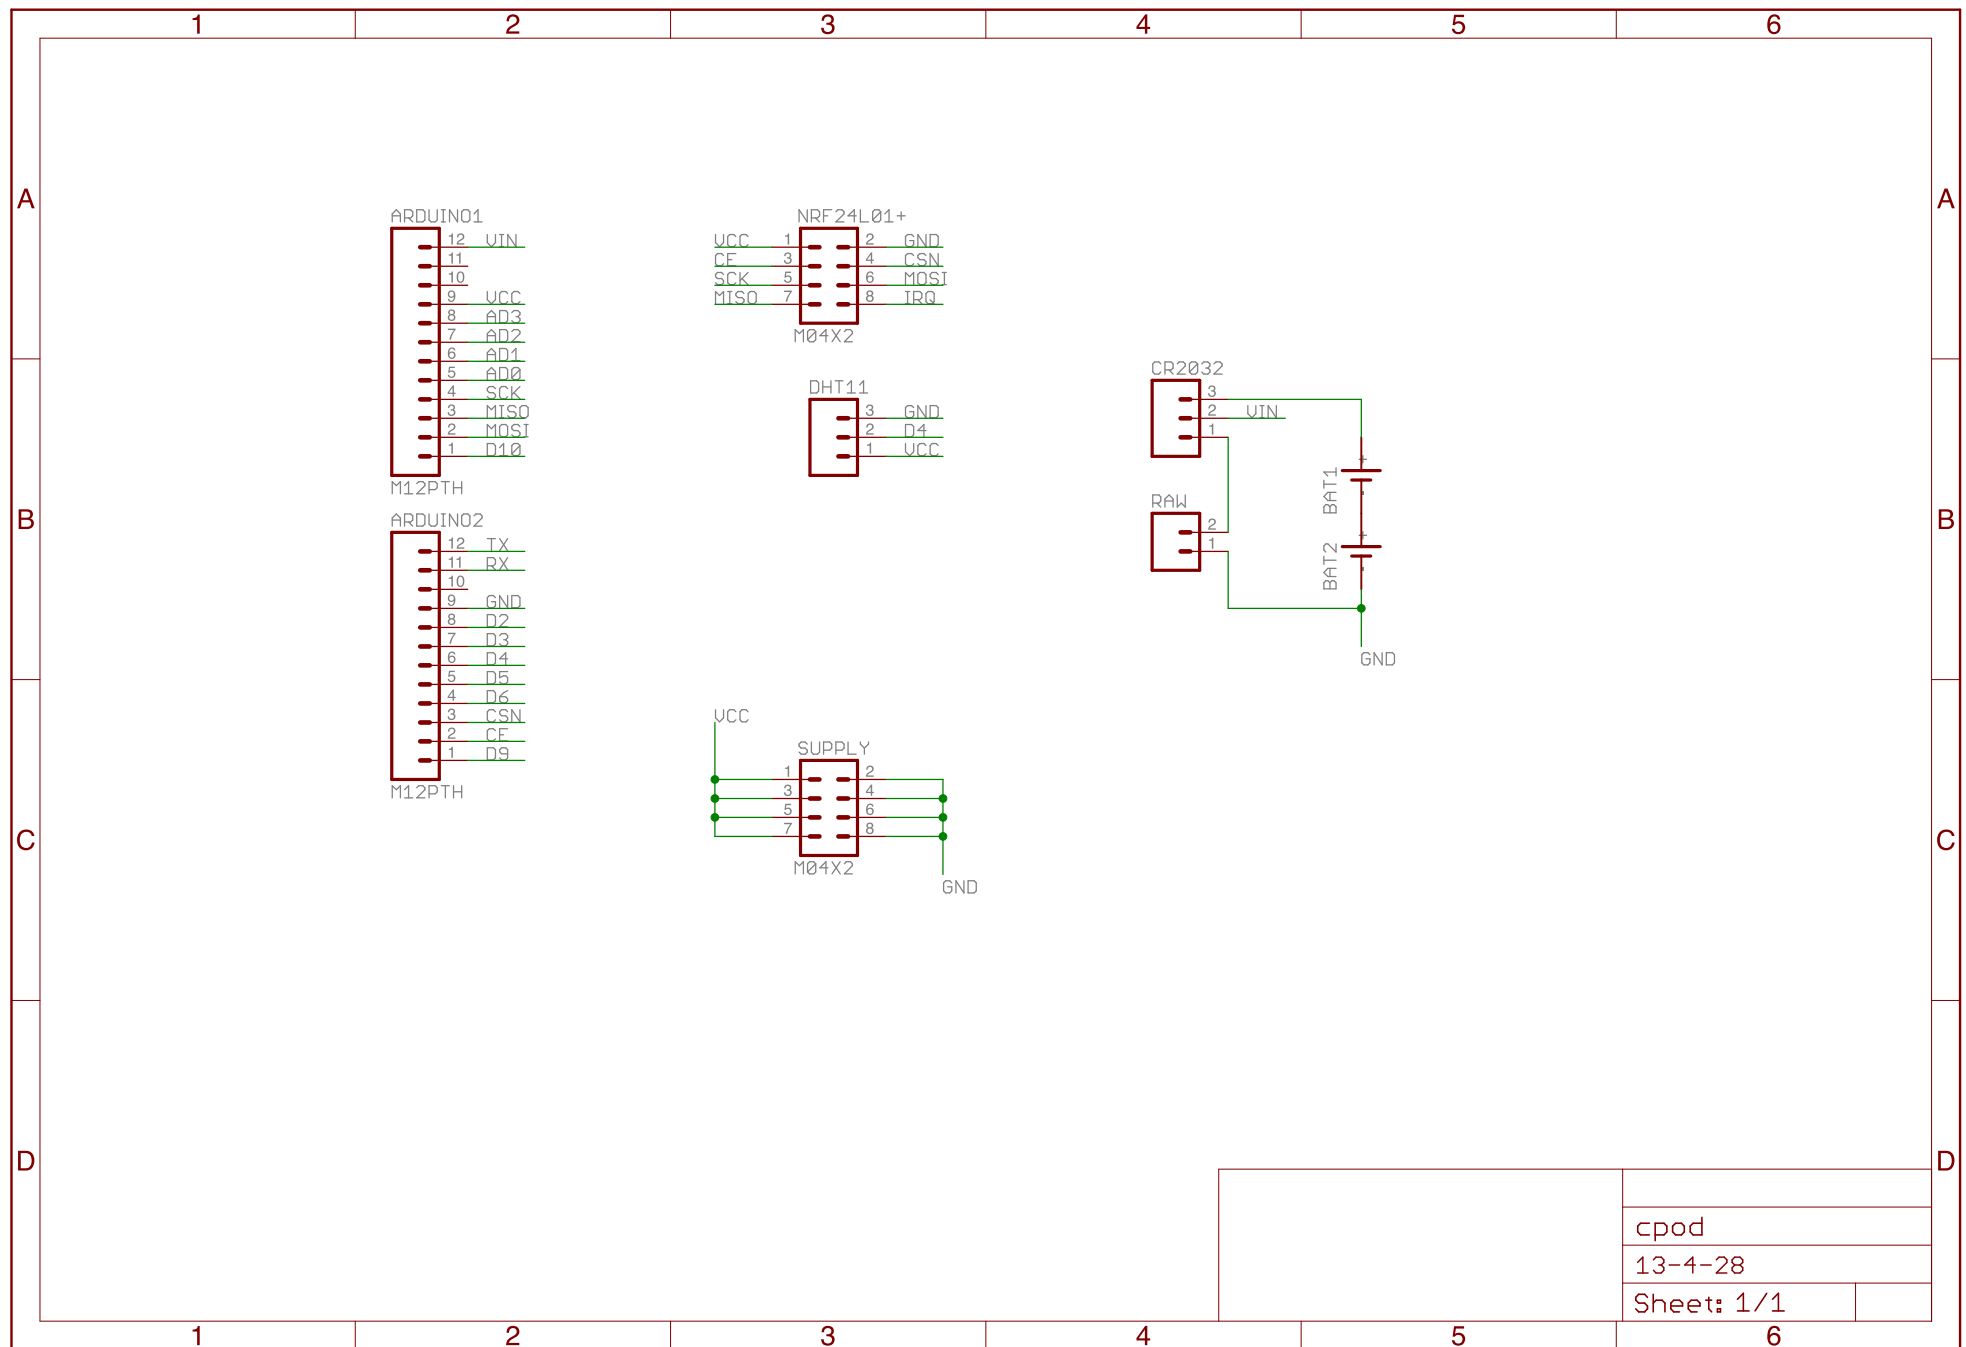 1 2 3 4 5 6
A A
ARDUINO1
12 VIN
11
10
9 VCC
8 AD3
7 AD2
6 AD1
5 AD0
4 SCK
3 MISO
2 MOSI
1 D10
M12PTH
NRF24L01+
VCC 1 2 GND
CE 3 4 CSN
SCK 5 6 MOSI
MISO 7 8 IRQ
M04X2
DHT11
3 GND
2 D4
1 VCC
CR2032
3
2 VIN
1
RAW
2
1
+
BAT1
-
+
BAT2
-
GND
B B
ARDUINO2
12 TX
11 RX
10
9 GND
8 D2
7 D3
6 D4
5 D5
4 D6
3 CSN
2 CE
1 D9
M12PTH
VCC
SUPPLY
1 2
3 4
5 6
7 8
M04X2
GND
C C
D D
cpod
13-4-28
Sheet: 1/1
1 2 3 4 5 6